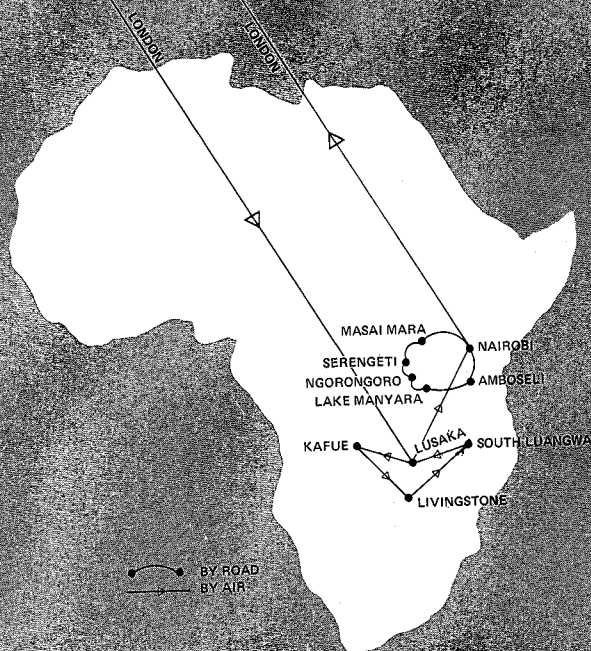 LONDON
LONDON
MASAI MARA
NAIROBI
SERENGETI
NGORONGORO
AMBOSELI
LAKE MANYARA
LUSAKA
KAFUE
SOUTH LUANGWA
LIVINGSTONE
BY ROAD
BY AIR